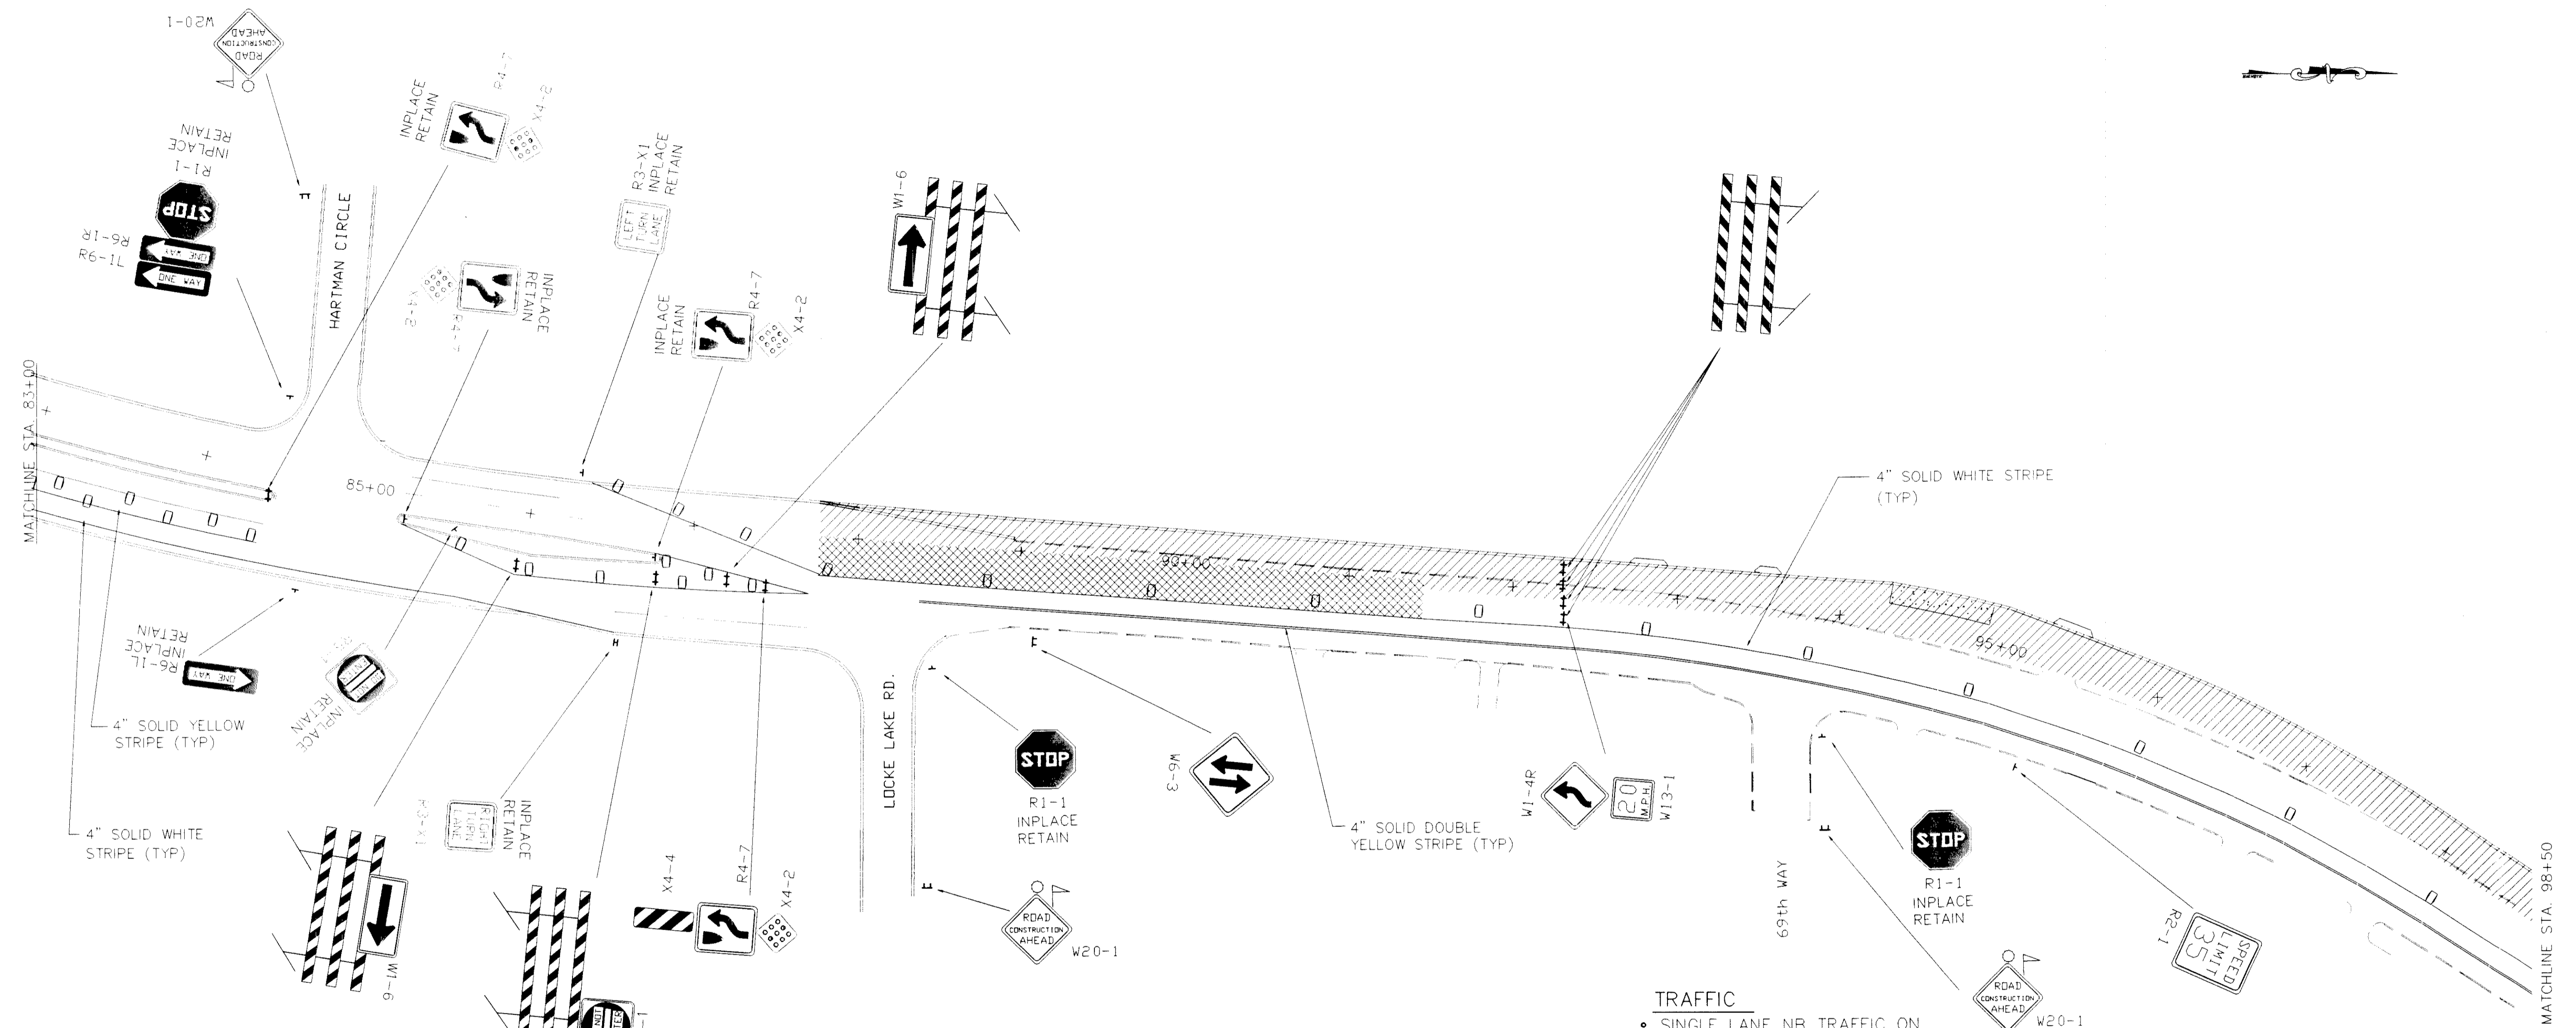 W20-1
ROAD
CONSTRUCTION
AHEAD
INPLACE
RETAIN
R1-1
STOP
R6-1R
ONE WAY
R6-1L
ONE WAY
HARTMAN CIRCLE
INPLACE
RETAIN
R4-7
X4-2
INPLACE
RETAIN
R4-7
X4-2
R3-X1
INPLACE
RETAIN
LEFT
TURN
LANE
INPLACE
RETAIN
R4-7
X4-2
W1-6
MATCHLINE STA. 83+00
85+00
90+00
95+00
4" SOLID WHITE STRIPE
(TYP)
R6-1L
INPLACE
RETAIN
ONE WAY
INPLACE
RETAIN
4" SOLID YELLOW
STRIPE (TYP)
4" SOLID WHITE
STRIPE (TYP)
R3-X1
RIGHT
TURN
LANE
INPLACE
RETAIN
W1-6
X4-4
R4-7
X4-2
LOCKE LAKE RD.
STOP
R1-1
INPLACE
RETAIN
W6-3
ROAD
CONSTRUCTION
AHEAD
W20-1
4" SOLID DOUBLE
YELLOW STRIPE (TYP)
W1-4R
20
M.P.H.
W13-1
69th WAY
STOP
R1-1
INPLACE
RETAIN
R2-1
SPEED
LIMIT
35
ROAD
CONSTRUCTION
AHEAD
W20-1
MATCHLINE STA. 98+50
TRAFFIC
• SINGLE LANE NB TRAFFIC ON